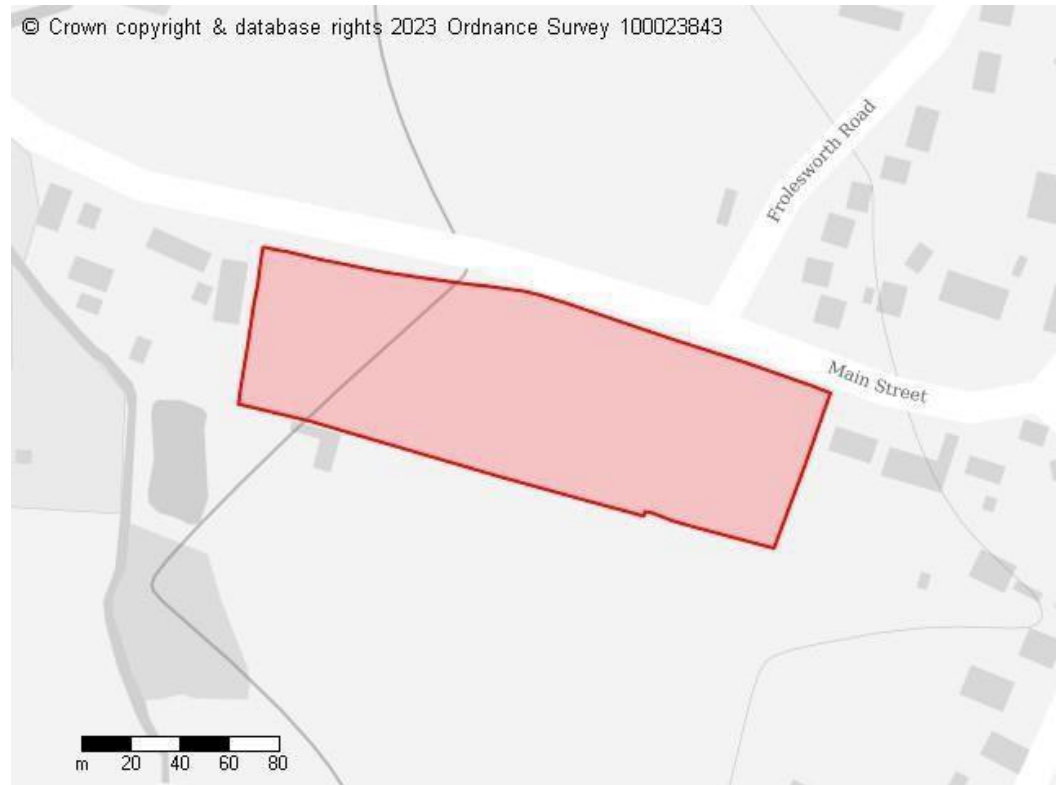 © Crown copyright & database rights 2023 Ordnance Survey 100023843
Frolesworth Road
Main Street
m 20 40 60 80